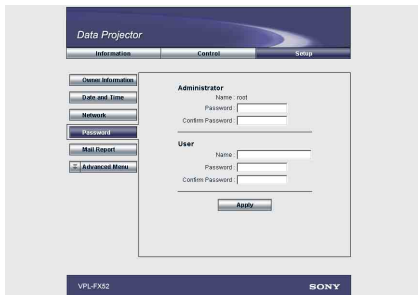 Data Projector
Information Control Setup
Owner Information
Date and Time
Network
Password
Mail Report
Advanced Menu
Administrator
Name : root
Password :
Confirm Password :
User
Name :
Password :
Confirm Password :
Apply
VPL-FX52 SONY